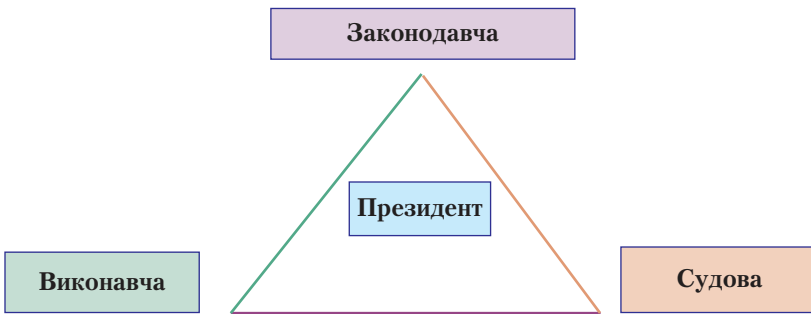 Законодавча
Президент
Виконавча
Судова